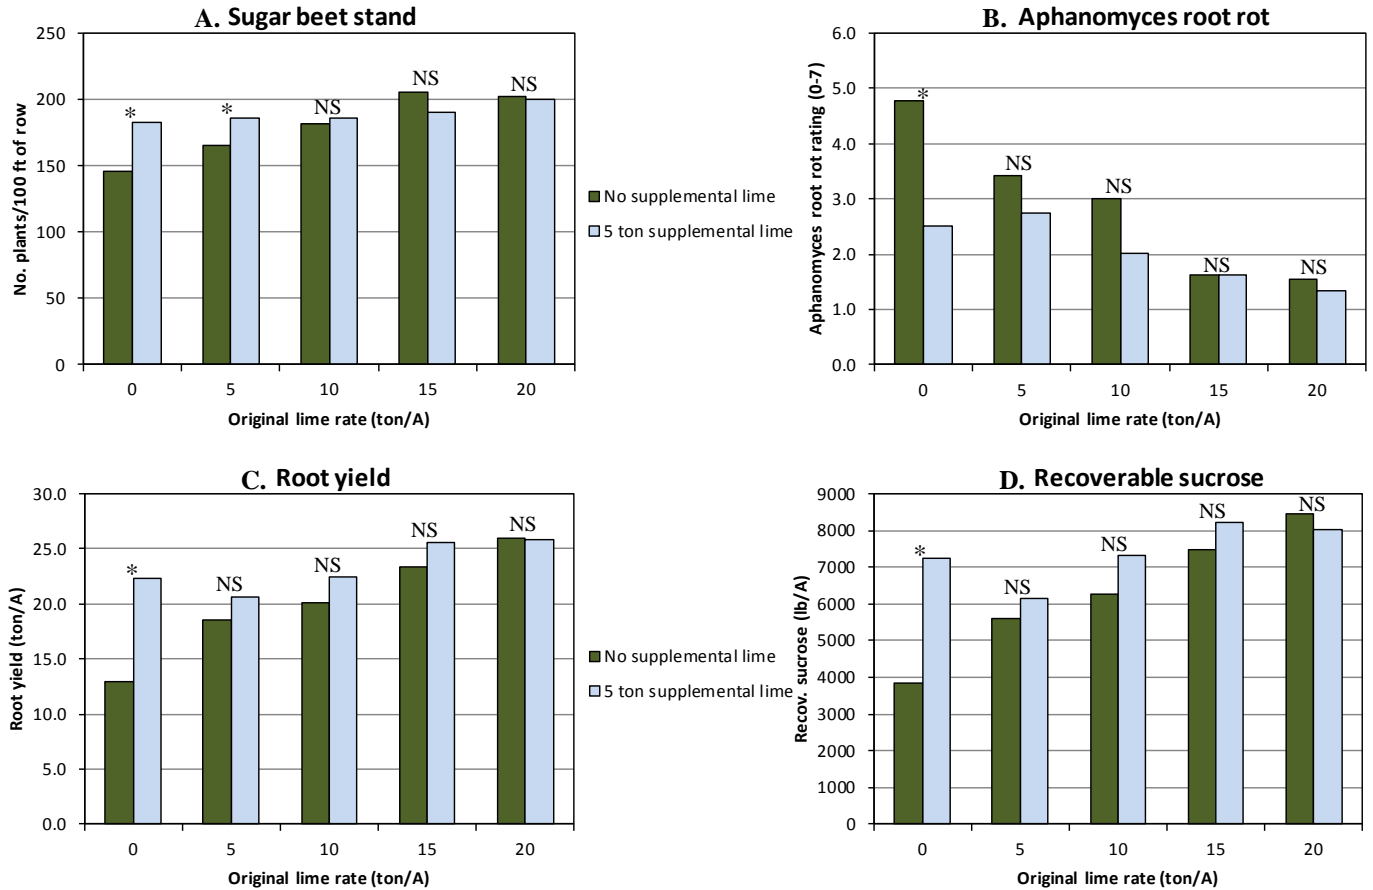 A. Sugar beet stand
250
200
150
100
50
0
No. plants/100 ft of row
* * NS NS NS
0 5 10 15 20
Original lime rate (ton/A)
No supplemental lime
5 ton supplemental lime
B. Aphanomyces root rot
6.0
5.0
4.0
3.0
2.0
1.0
0.0
Aphanomyces root rot rating (0-7)
* NS NS NS NS
0 5 10 15 20
Original lime rate (ton/A)
C. Root yield
30.0
25.0
20.0
15.0
10.0
5.0
0.0
Root yield (ton/A)
* NS NS NS NS
0 5 10 15 20
Original lime rate (ton/A)
No supplemental lime
5 ton supplemental lime
D. Recoverable sucrose
9000
8000
7000
6000
5000
4000
3000
2000
1000
0
Recov. sucrose (lb/A)
* NS NS NS NS
0 5 10 15 20
Original lime rate (ton/A)